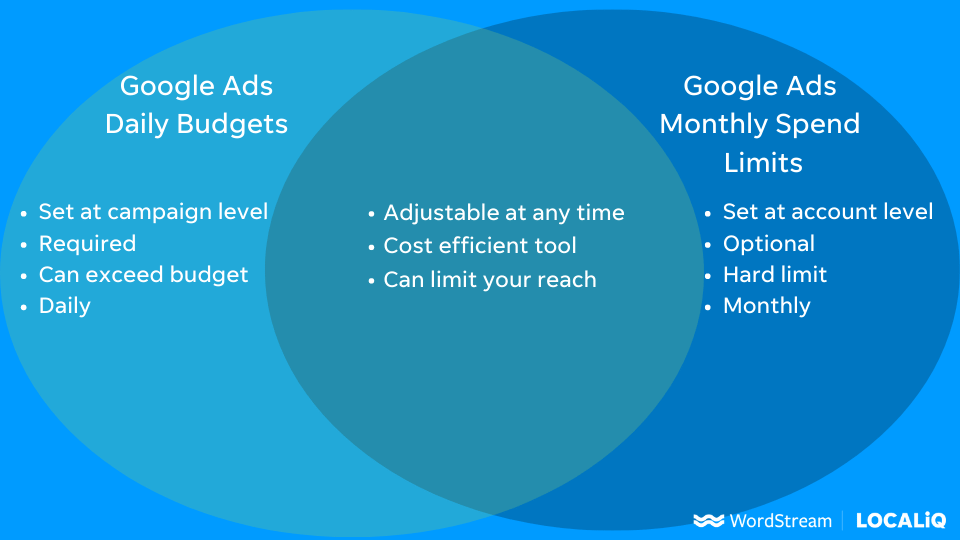 Google Ads
Daily Budgets
• Set at campaign level
• Required
• Can exceed budget
• Daily
• Adjustable at any time
• Cost efficient tool
• Can limit your reach
Google Ads
Monthly Spend
Limits
• Set at account level
• Optional
• Hard limit
• Monthly
WordStream | LOCALiQ